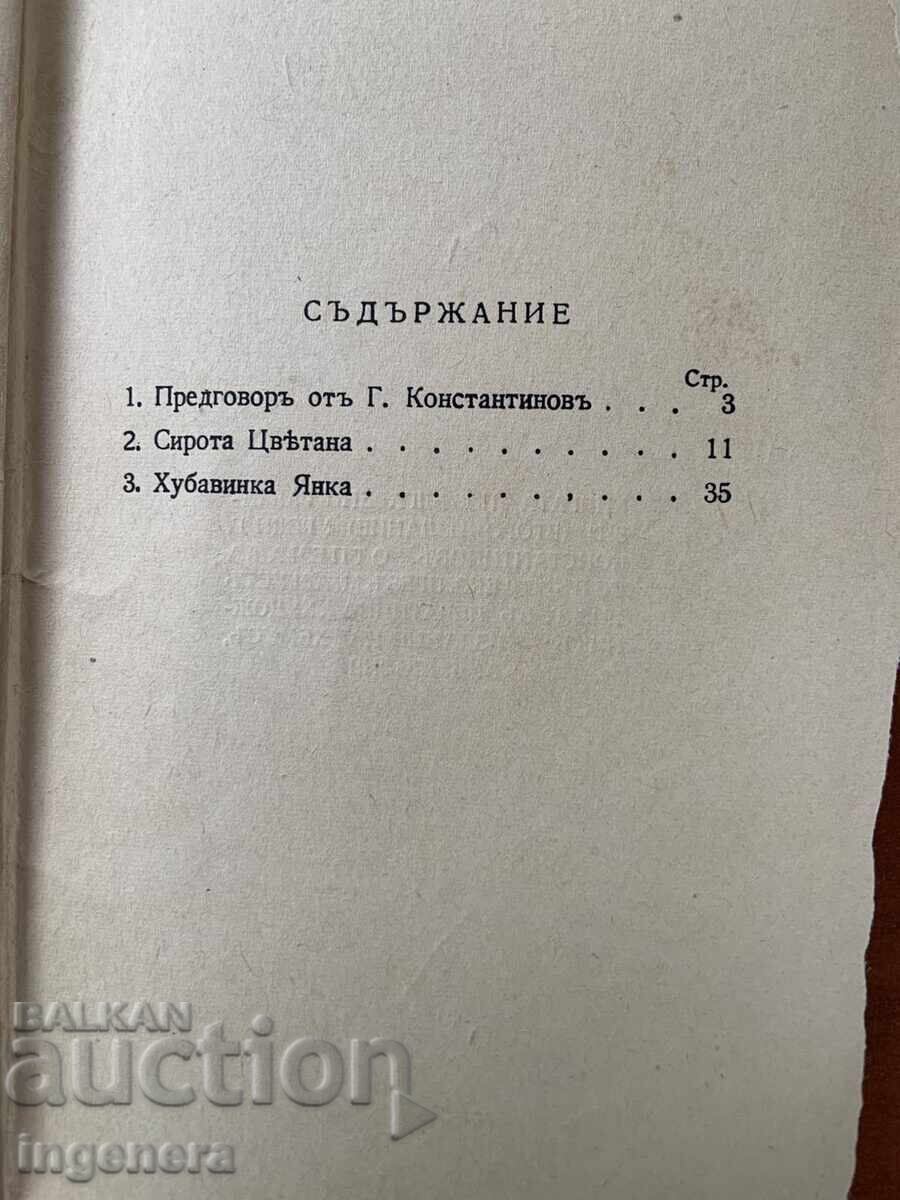 СЪДЪРЖАНИЕ
Стр.
1. Предговоръ отъ Г. Константиновъ . . . 3
2. Сирота Цвѣтана . . . . . . . . . . 11
3. Хубавинка Янка . . . . . . , . . . 35
BALKAN
auction
ingenera